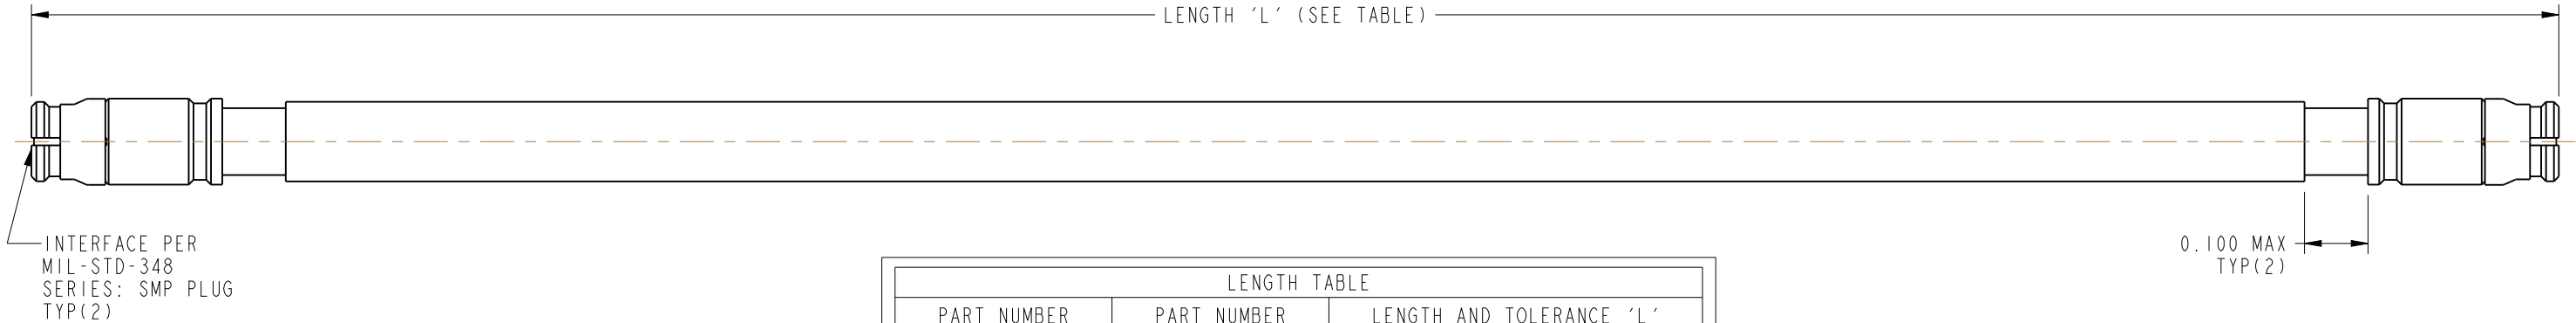 LENGTH 'L' (SEE TABLE)
INTERFACE PER
MIL-STD-348
SERIES: SMP PLUG
TYP(2)
0.100 MAX
TYP(2)
LENGTH TABLE
PART NUMBER PART NUMBER LENGTH AND TOLERANCE 'L'